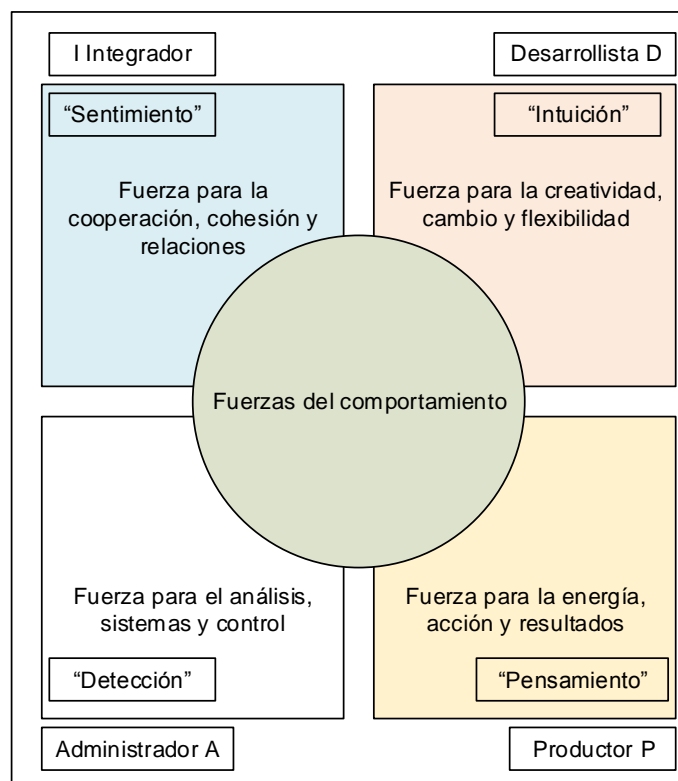 I Integrador
Desarrollista D
“Sentimiento”
“Intuición”
Fuerza para la
cooperación, cohesión y
relaciones
Fuerza para la creatividad,
cambio y flexibilidad
Fuerzas del comportamiento
Fuerza para el análisis,
sistemas y control
Fuerza para la energía,
acción y resultados
“Detección”
“Pensamiento”
Administrador A
Productor P